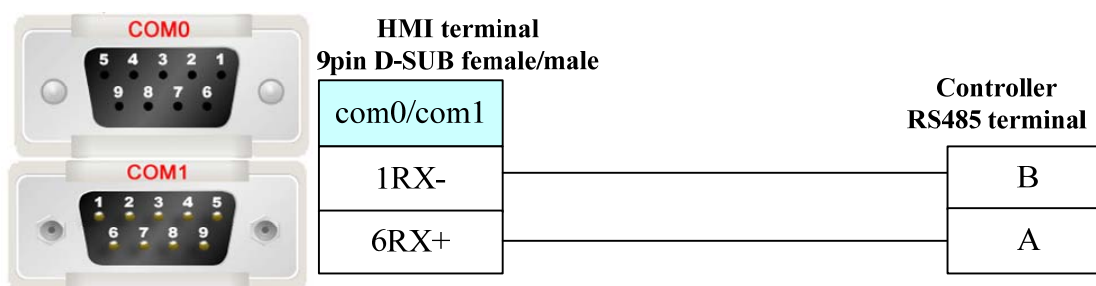 COM0
5 4 3 2 1
9 8 7 6
COM1
1 2 3 4 5
6 7 8 9
HMI terminal
9pin D-SUB female/male
com0/com1
1RX-
6RX+
Controller
RS485 terminal
B
A